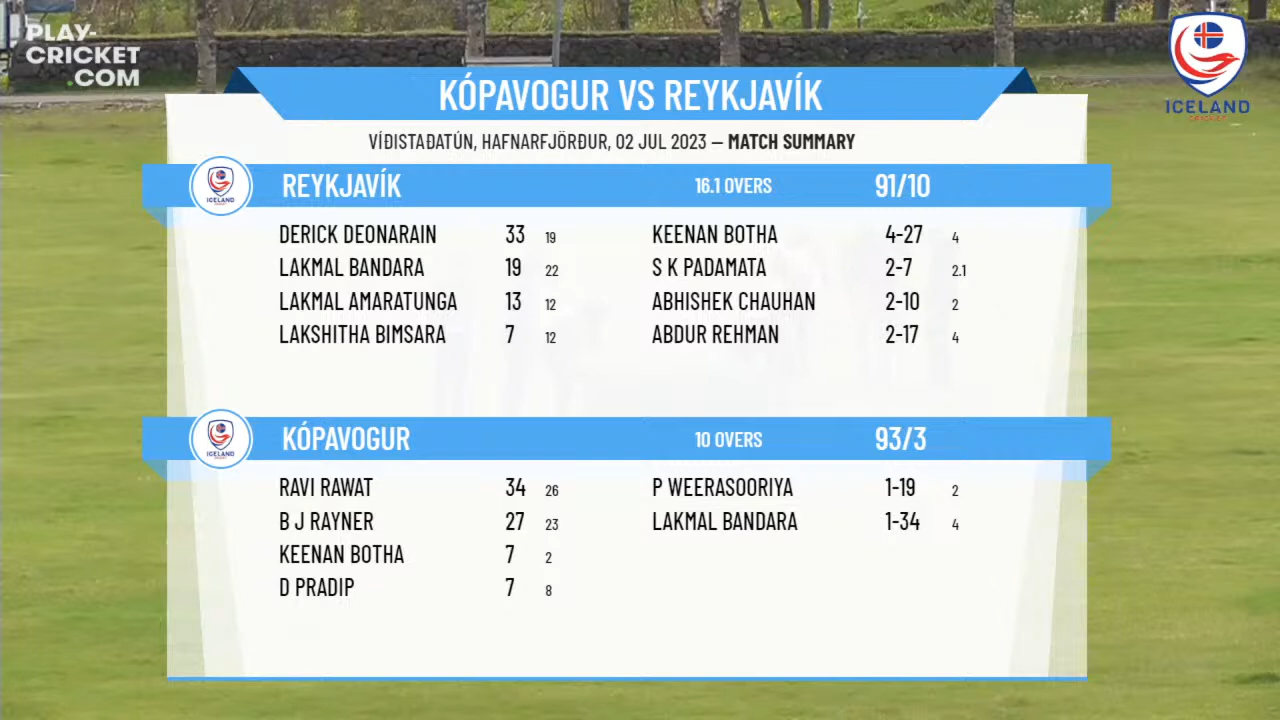 PLAY-
CRICKET
.COM
ICELAND
CRICKET
KÓPAVOGUR VS REYKJAVÍK
VÍÐISTAÐATÚN, HAFNARFJÖRÐUR, 02 JUL 2023 – MATCH SUMMARY
ICELAND
REYKJAVÍK 16.1 OVERS 91/10
DERICK DEONARAIN 33 19 KEENAN BOTHA 4-27 4
LAKMAL BANDARA 19 22 S K PADAMATA 2-7 2.1
LAKMAL AMARATUNGA 13 12 ABHISHEK CHAUHAN 2-10 2
LAKSHITHA BIMSARA 7 12 ABDUR REHMAN 2-17 4
ICELAND
KÓPAVOGUR 10 OVERS 93/3
RAVI RAWAT 34 26 P WEERASOORIYA 1-19 2
B J RAYNER 27 23 LAKMAL BANDARA 1-34 4
KEENAN BOTHA 7 2
D PRADIP 7 8